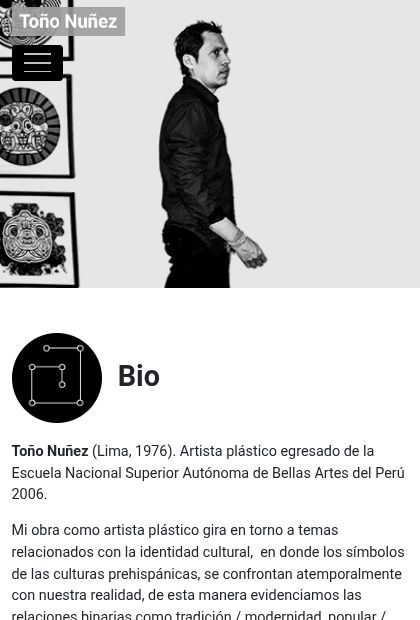 Toño Nuñez
Bio
Toño Nuñez (Lima, 1976). Artista plástico egresado de la
Escuela Nacional Superior Autónoma de Bellas Artes del Perú
2006.
Mi obra como artista plástico gira en torno a temas
relacionados con la identidad cultural,  en donde los símbolos
de las culturas prehispánicas, se confrontan atemporalmente
con nuestra realidad, de esta manera evidenciamos las
relaciones binarias como tradición / modernidad, popular /